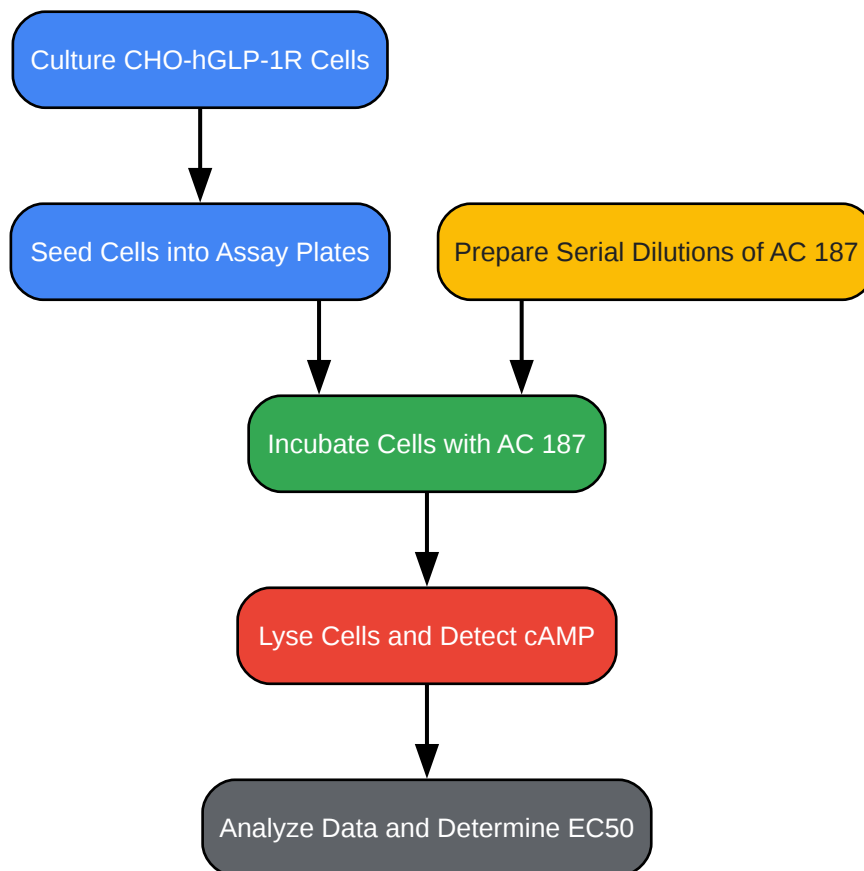 Culture CHO-hGLP-1R Cells
Seed Cells into Assay Plates
Prepare Serial Dilutions of AC 187
Incubate Cells with AC 187
Lyse Cells and Detect cAMP
Analyze Data and Determine EC50